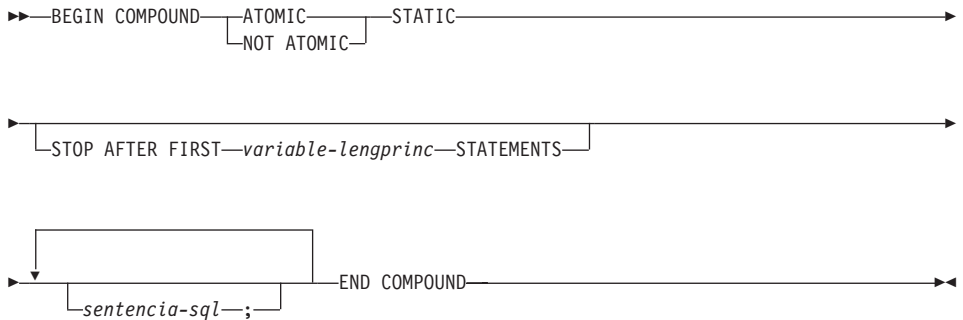 BEGIN COMPOUND ATOMIC STATIC
NOT ATOMIC
STOP AFTER FIRST variable-lengprinc STATEMENTS
END COMPOUND
sentencia-sql ;